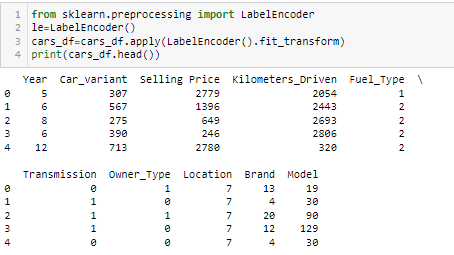 1 from sklearn.preprocessing import LabelEncoder
2 le=LabelEncoder()
3 cars_df=cars_df.apply(LabelEncoder().fit_transform)
4 print(cars_df.head())
Year Car_variant Selling Price Kilometers_Driven Fuel_Type \
0 5 307 2779 2054 1
1 6 567 1396 2443 2
2 8 275 649 2693 2
3 6 390 246 2806 2
4 12 713 2780 320 2
Transmission Owner_Type Location Brand Model
0 0 1 7 13 19
1 1 0 7 4 30
2 1 1 7 20 90
3 1 0 7 12 129
4 0 0 7 4 30